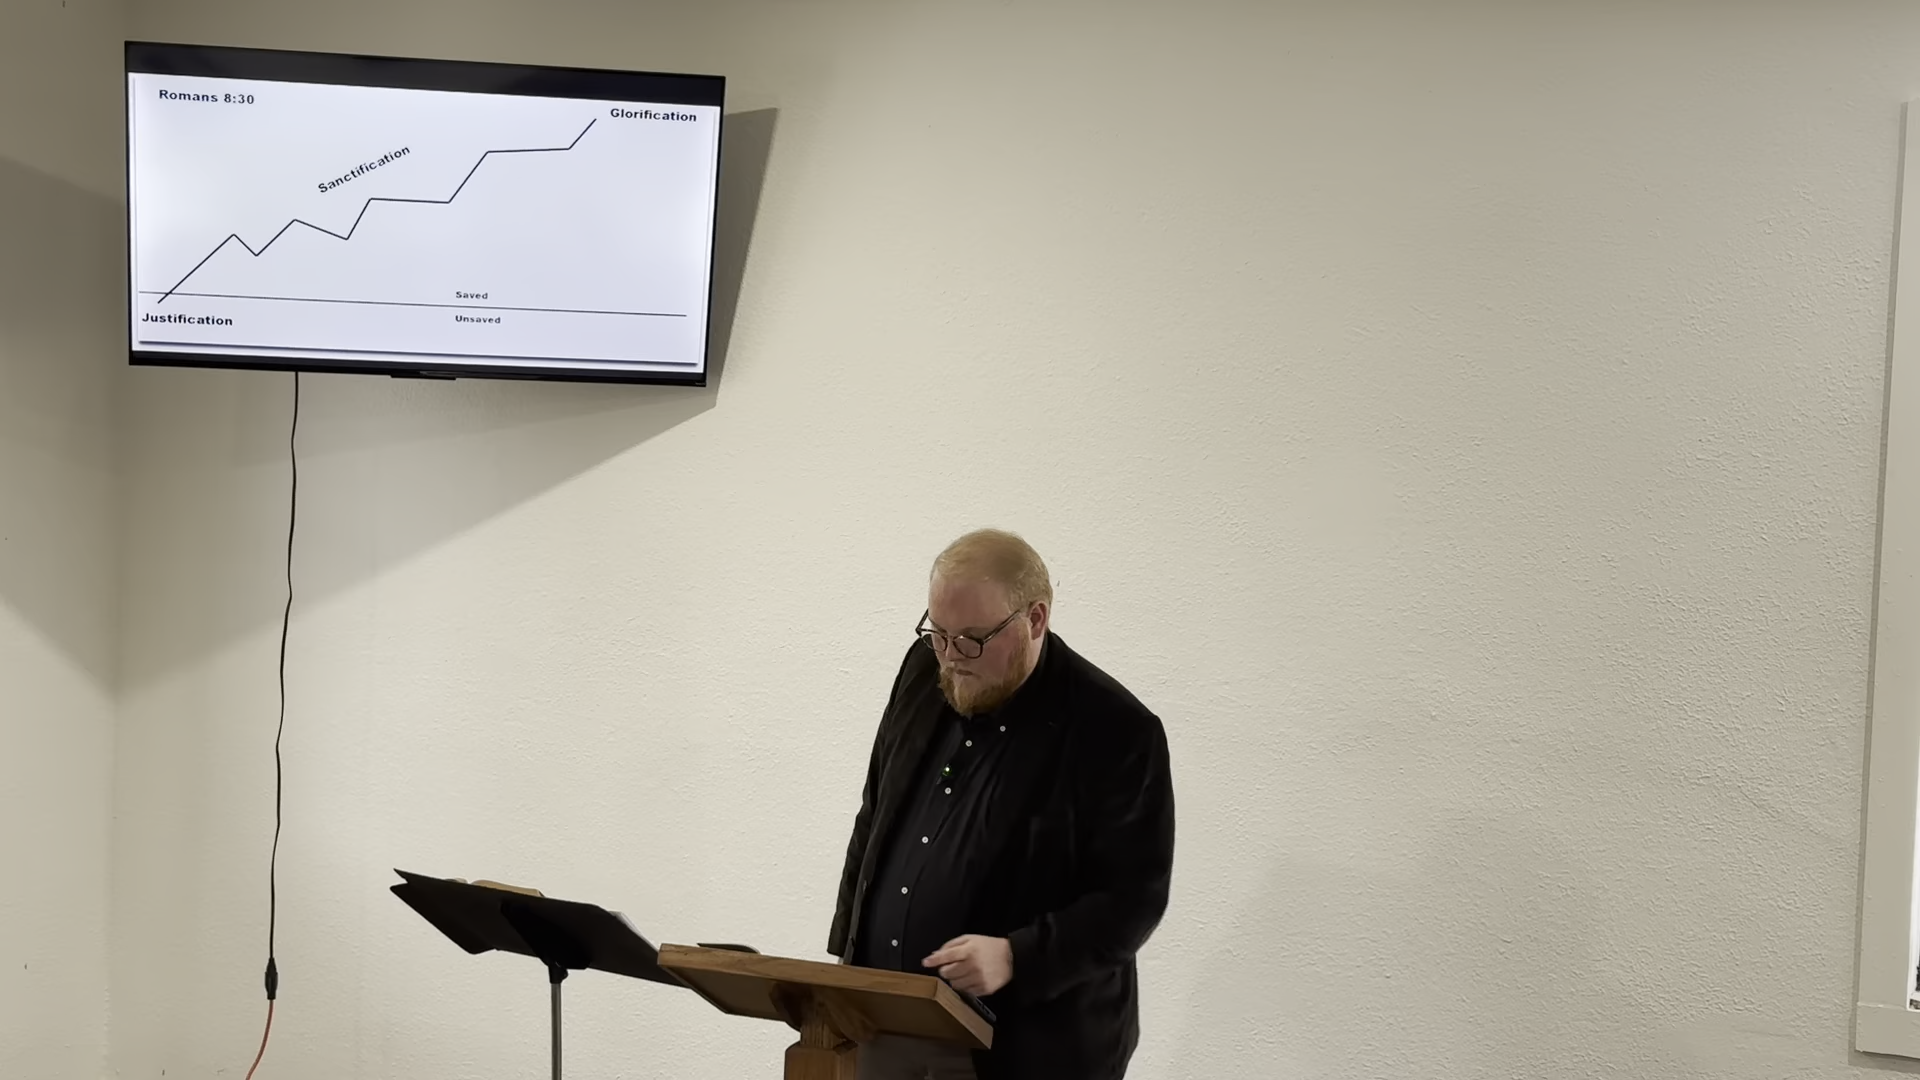 Romans 8:30
Glorification
Sanctification
Saved
Justification
Unsaved